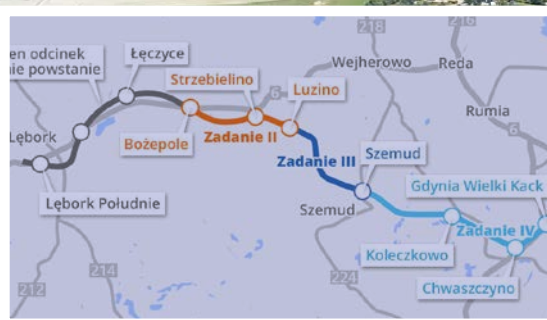 en odcinek
nie powstanie
Łęczyce
218
216
Strzebielino
Wejherowo
Reda
6
Luzino
Rumia
Lębork
Bożepole
Zadanie II
6
Zadanie III
Szemud
Gdynia Wielki Kack
Lębork Południe
Szemud
Zadanie IV
Koleczkowo
214
224
212
Chwaszczyno